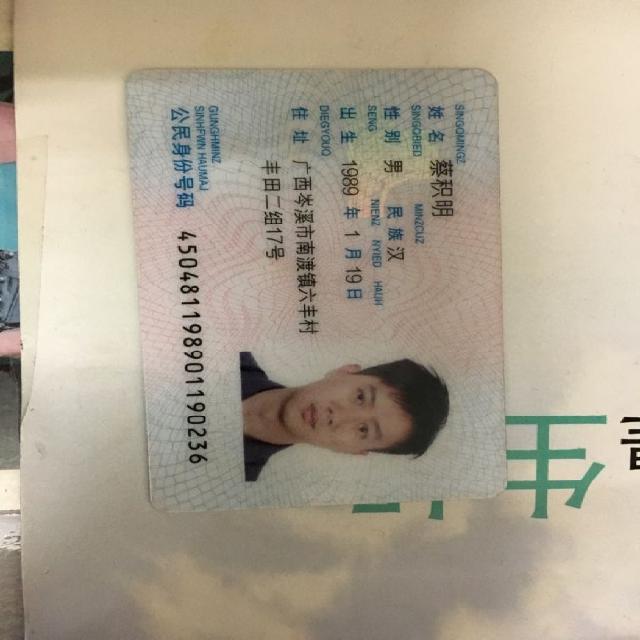 SINGQMINGZ
姓名 蔡积明
SINGQBIED MINZCUZ
性别 男 民族 汉
SENG NIENZ NYIED HAUH
出生 1989 年 1 月 19 日
DIEGYOUQ
住址 广西岑溪市南渡镇六丰村
丰田二组17号
GUNGHMINZ
SINHFWN HAUMAJ
公民身份号码 450481198901190236
生